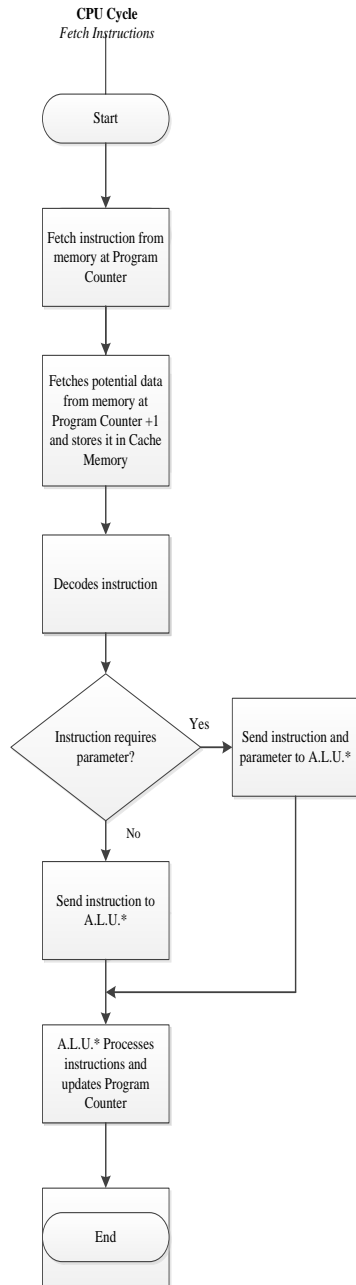 CPU Cycle
Fetch Instructions
Start
Fetch instruction from
memory at Program
Counter
Fetches potential data
from memory at
Program Counter +1
and stores it in Cache
Memory
Decodes instruction
Instruction requires
parameter?
Yes
Send instruction and
parameter to A.L.U.*
No
Send instruction to
A.L.U.*
A.L.U.* Processes
instructions and
updates Program
Counter
End